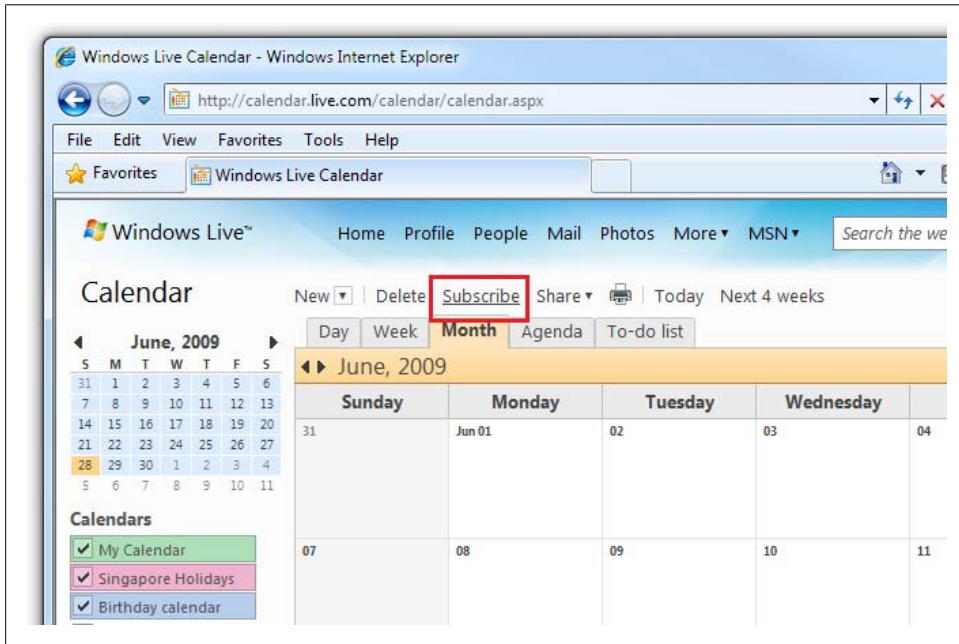 Windows Live Calendar - Windows Internet Explorer
http://calendar.live.com/calendar/calendar.aspx
File Edit View Favorites Tools Help
Favorites Windows Live Calendar
Windows Live™ Home Profile People Mail Photos More MSN Search the we
Calendar
New Delete Subscribe Share Today Next 4 weeks
Day Week Month Agenda To-do list
June, 2009
S M T W T F S
31 1 2 3 4 5 6
7 8 9 10 11 12 13
14 15 16 17 18 19 20
21 22 23 24 25 26 27
28 29 30 1 2 3 4
5 6 7 8 9 10 11
Calendars
My Calendar
Singapore Holidays
Birthday calendar
June, 2009
Sunday Monday Tuesday Wednesday
31 Jun 01 02 03 04
07 08 09 10 11